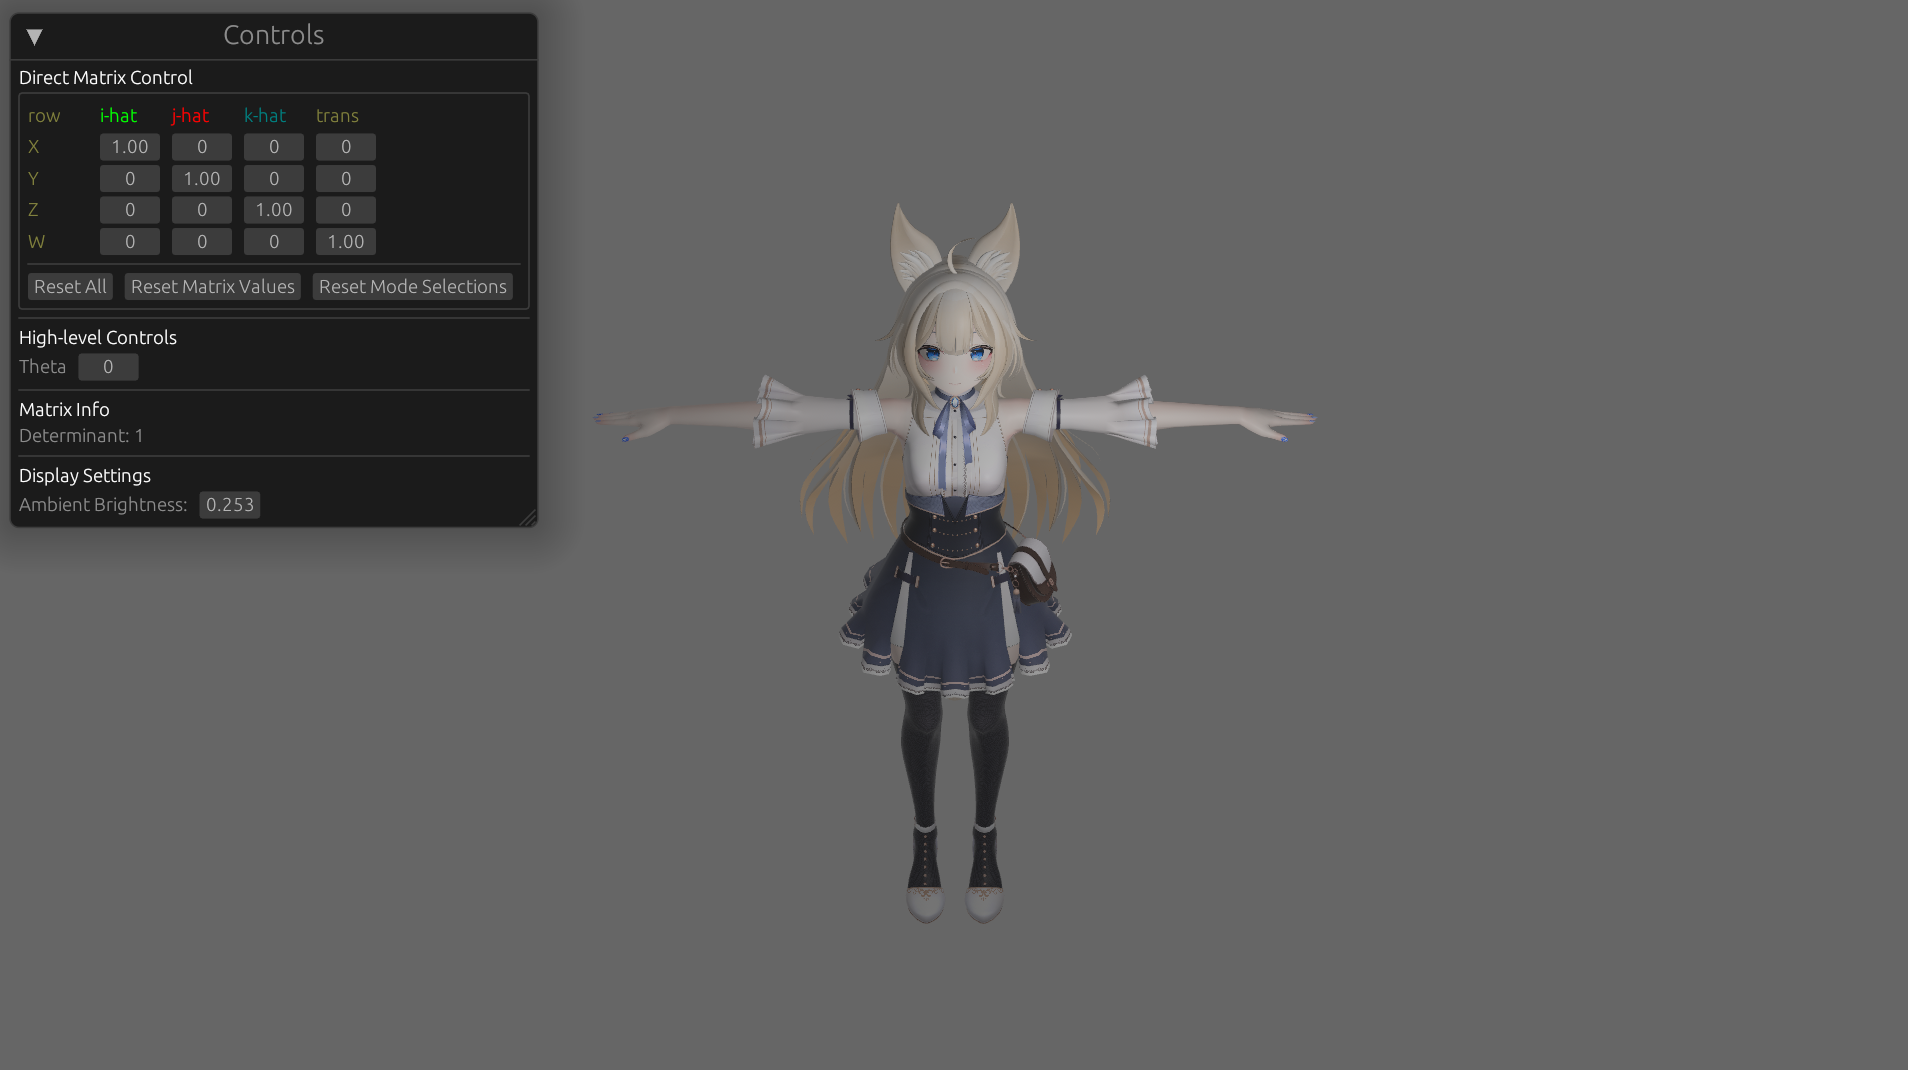 ▼ Controls
Direct Matrix Control
row i-hat j-hat k-hat trans
X 1.00 0 0 0
Y 0 1.00 0 0
Z 0 0 1.00 0
W 0 0 0 1.00
Reset All Reset Matrix Values Reset Mode Selections
High-level Controls
Theta 0
Matrix Info
Determinant: 1
Display Settings
Ambient Brightness: 0.253